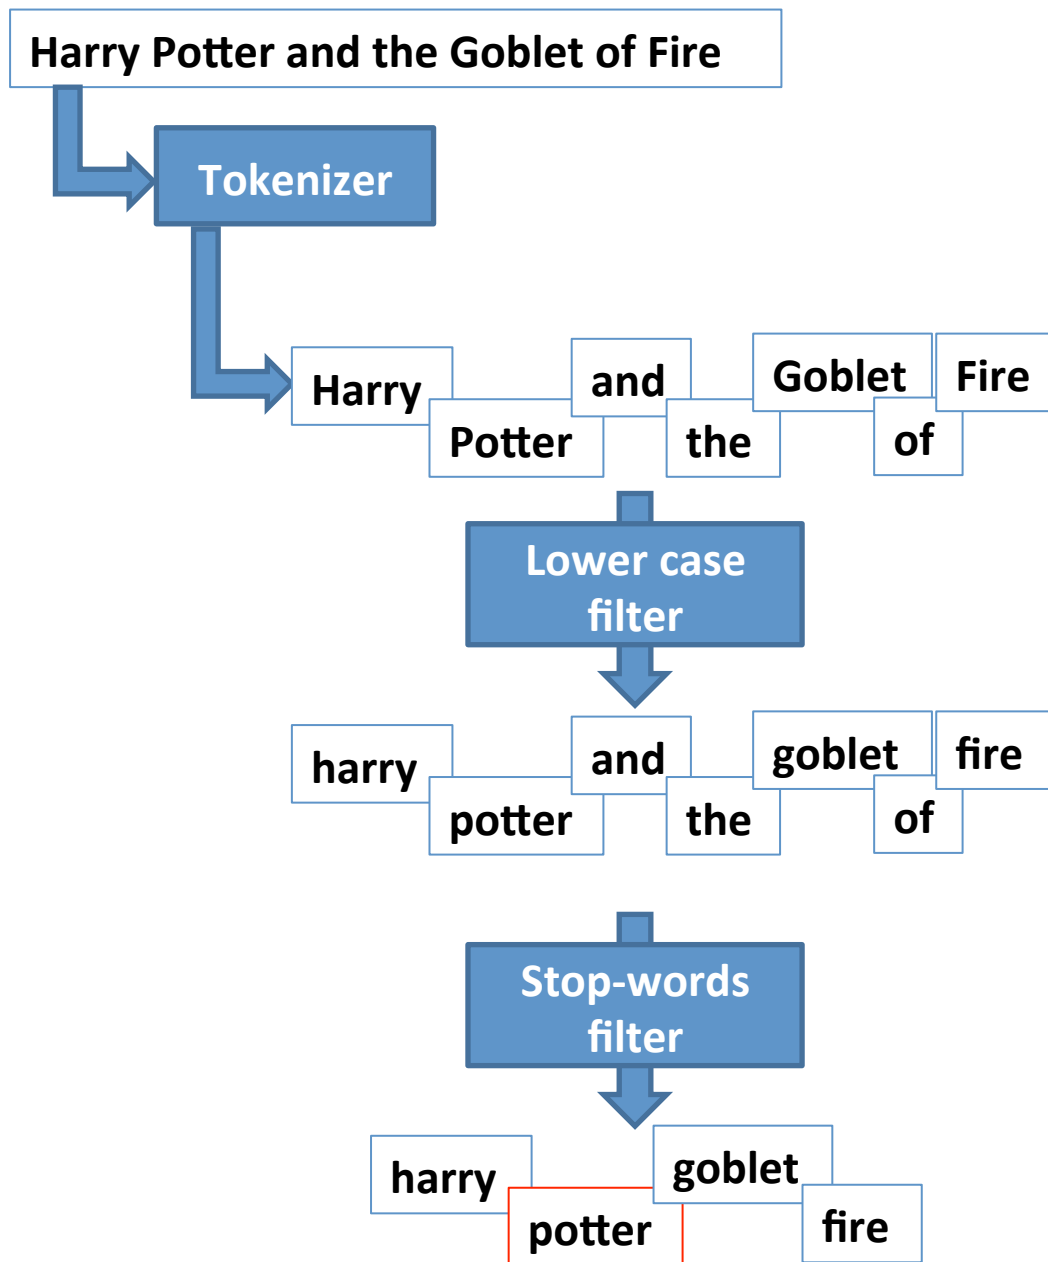 Harry Potter and the Goblet of Fire
Tokenizer
Harry
Potter
and
the
Goblet
of
Fire
Lower case
filter
harry
potter
and
the
goblet
of
fire
Stop-words
filter
harry
potter
goblet
fire